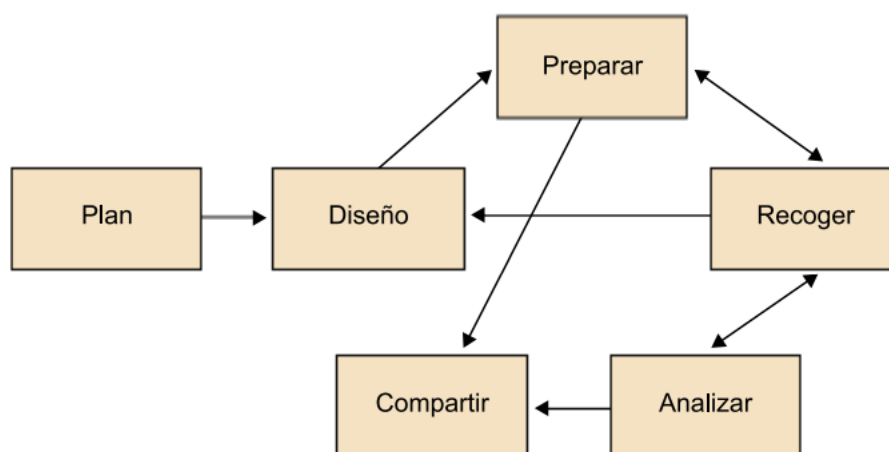 Preparar
Plan
Diseño
Recoger
Compartir
Analizar